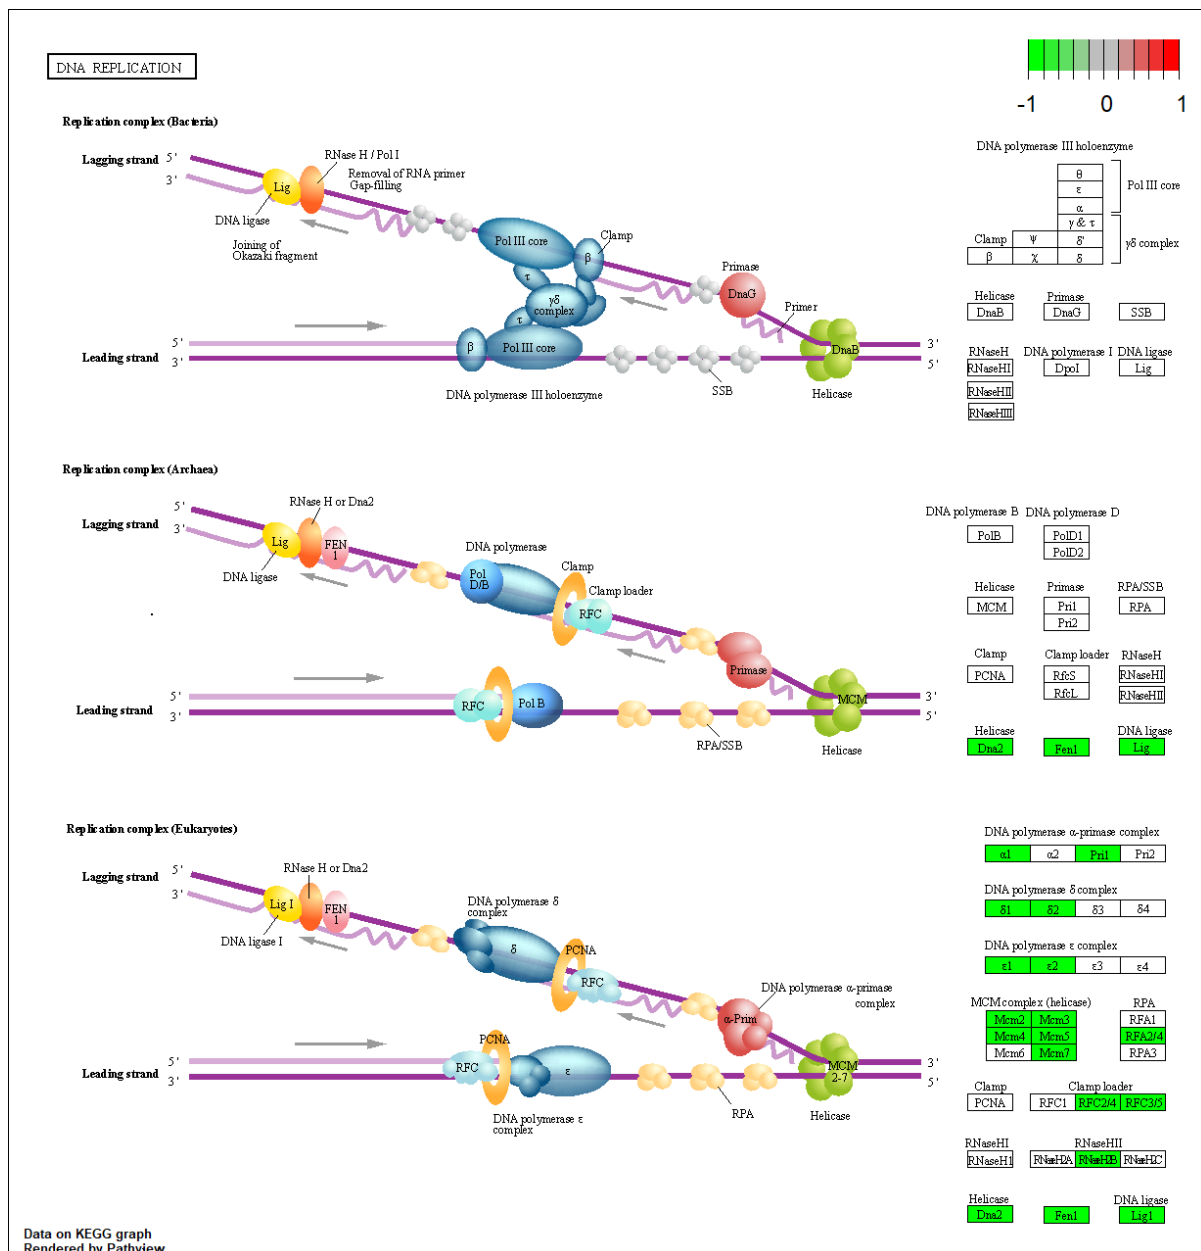 DNA REPLICATION
-1 0 1
Replication complex (Bacteria)
Lagging strand
5'
3'
Lig
RNase H / Pol I
Removal of RNA primer
Gap-filling
DNA ligase
Joining of
Okazaki fragment
Pol III core
Clamp
β
τ
γδ
complex
τ
Primase
DnaG
Primer
Leading strand
β
Pol III core
DNA polymerase III holoenzyme
SSB
DnaB
Helicase
3'
5'
DNA polymerase III holoenzyme
θ
ε
α
Pol III core
γ & τ
Clamp
ψ
δ'
β
χ
δ
γδ complex
Helicase
DnaB
Primase
DnaG
SSB
RNaseH
RNaseHI
RNaseHII
RNaseHIII
DNA polymerase I
DpoI
DNA ligase
Lig
Replication complex (Archaea)
Lagging strand
5'
3'
Lig
RNase H or Dna2
FEN
1
DNA ligase
DNA polymerase
Pol
D/B
Clamp
Clamp loader
RFC
Primase
Leading strand
3'
RFC
Pol B
RPA/SSB
MCM
Helicase
3'
5'
DNA polymerase B
PolB
DNA polymerase D
PolD1
PolD2
Helicase
MCM
Primase
Pri1
Pri2
RPA/SSB
RPA
Clamp
PCNA
Clamp loader
RfcS
RfcL
RNaseH
RNaseHI
RNaseHII
Helicase
Dna2
Fen1
DNA ligase
Lig
Replication complex (Eukaryotes)
Lagging strand
5'
3'
Lig I
RNase H or Dna2
FEN
1
DNA ligase I
DNA polymerase δ
complex
δ
PCNA
RFC
DNA polymerase α-primase
complex
α-Prim
Leading strand
5'
3'
RFC
PCNA
ε
DNA polymerase ε
complex
RPA
MCM
2-7
Helicase
3'
5'
DNA polymerase α-primase complex
α1 α2 Pri1 Pri2
DNA polymerase δ complex
δ1 δ2 δ3 δ4
DNA polymerase ε complex
ε1 ε2 ε3 ε4
MCM complex (helicase)
Mcm2 Mcm3
Mcm4 Mcm5
Mcm6 Mcm7
RPA
RFA1
RFA2/4
RPA3
Clamp
PCNA
Clamp loader
RFC1 RFC2/4 RFC3/5
RNaseHI
RNaseH1
RNaseHII
RNaseH2A RNaseH2B RNaseH2C
Helicase
Dna2
Fen1
DNA ligase
Lig1
Data on KEGG graph
Rendered by Pathview